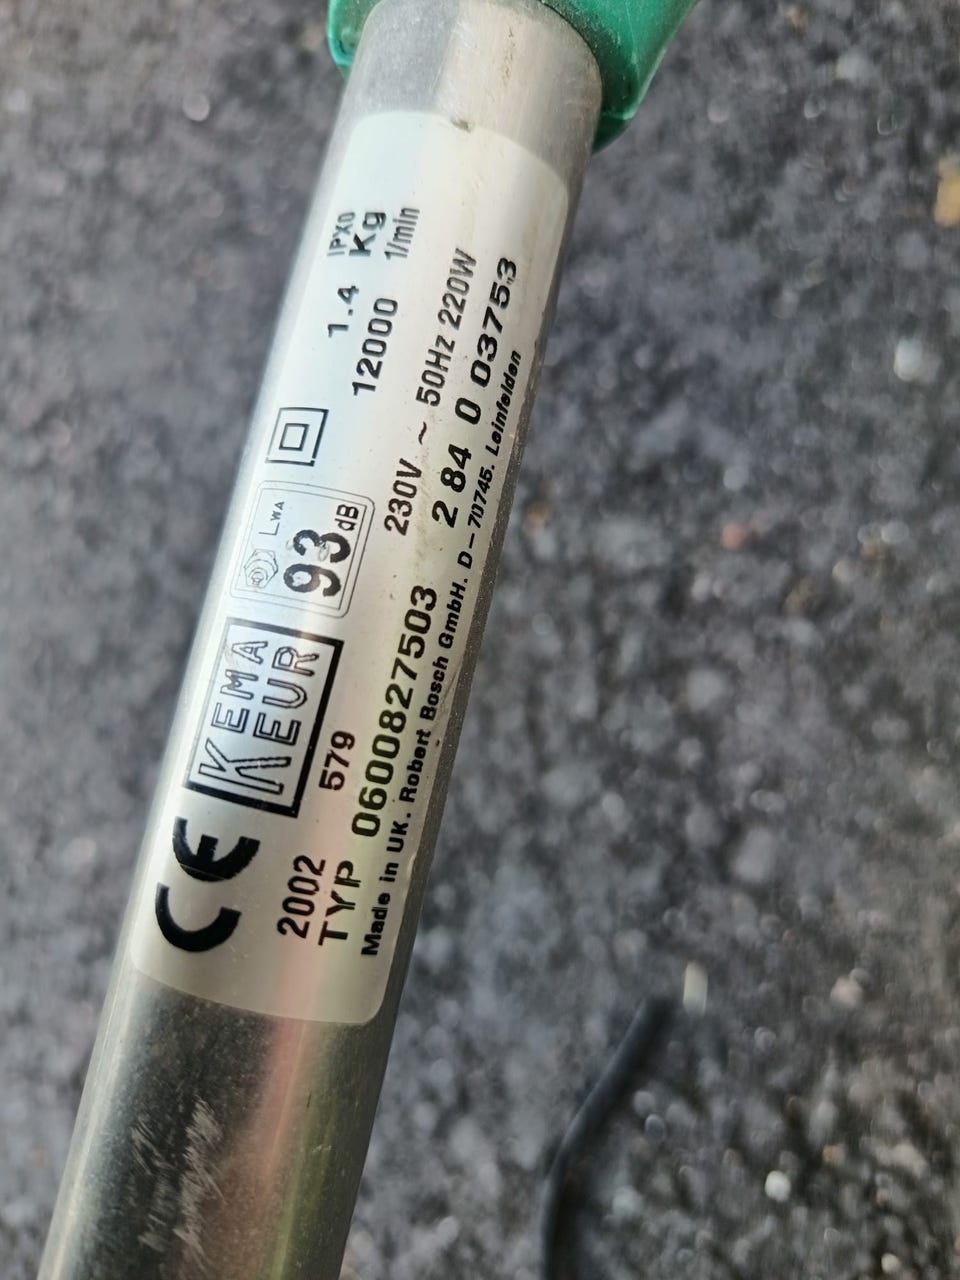 IPX0
1.4 Kg
12000 1/min
LWA
93 dB
KEMA
KEUR
CE
2002 579 230V ~ 50Hz 220W
TYP 0600827503 2 84 0 03753
Made in UK. Robert Bosch GmbH. D-70745. Leinfelden